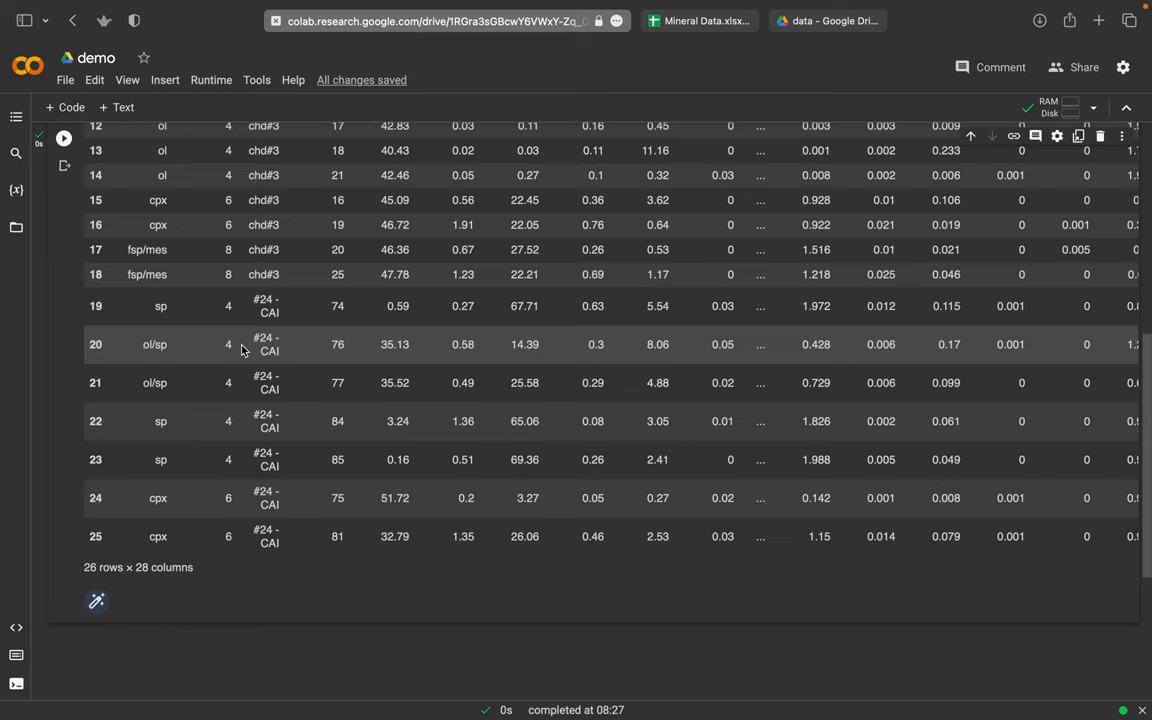 colab.research.google.com/drive/1RGra3sGBcwY6VWxY-Zq_
Mineral Data.xlsx...
data - Google Dri...
demo
File Edit View Insert Runtime Tools Help All changes saved
Comment Share
+ Code + Text
RAM
Disk
0s
12 ol 4 chd#3 17 42.83 0.03 0.11 0.16 0.45 0 ... 0.003 0.003 0.009 0 0
13 ol 4 chd#3 18 40.43 0.02 0.03 0.11 11.16 0 ... 0.001 0.002 0.233 0 0
14 ol 4 chd#3 21 42.46 0.05 0.27 0.1 0.32 0.03 ... 0.008 0.002 0.006 0.001 0
15 cpx 6 chd#3 16 45.09 0.56 22.45 0.36 3.62 0 ... 0.928 0.01 0.106 0 0 0
16 cpx 6 chd#3 19 46.72 1.91 22.05 0.76 0.64 0 ... 0.922 0.021 0.019 0 0.001
17 fsp/mes 8 chd#3 20 46.36 0.67 27.52 0.26 0.53 0 ... 1.516 0.01 0.021 0 0.005 0
18 fsp/mes 8 chd#3 25 47.78 1.23 22.21 0.69 1.17 0 ... 1.218 0.025 0.046 0 0
19 sp 4 #24 - CAI 74 0.59 0.27 67.71 0.63 5.54 0.03 ... 1.972 0.012 0.115 0.001 0
20 ol/sp 4 #24 - CAI 76 35.13 0.58 14.39 0.3 8.06 0.05 ... 0.428 0.006 0.17 0.001 0
21 ol/sp 4 #24 - CAI 77 35.52 0.49 25.58 0.29 4.88 0.02 ... 0.729 0.006 0.099 0 0
22 sp 4 #24 - CAI 84 3.24 1.36 65.06 0.08 3.05 0.01 ... 1.826 0.002 0.061 0 0
23 sp 4 #24 - CAI 85 0.16 0.51 69.36 0.26 2.41 0 ... 1.988 0.005 0.049 0 0
24 cpx 6 #24 - CAI 75 51.72 0.2 3.27 0.05 0.27 0.02 ... 0.142 0.001 0.008 0.001 0
25 cpx 6 #24 - CAI 81 32.79 1.35 26.06 0.46 2.53 0.03 ... 1.15 0.014 0.079 0.001 0
26 rows × 28 columns
0s completed at 08:27